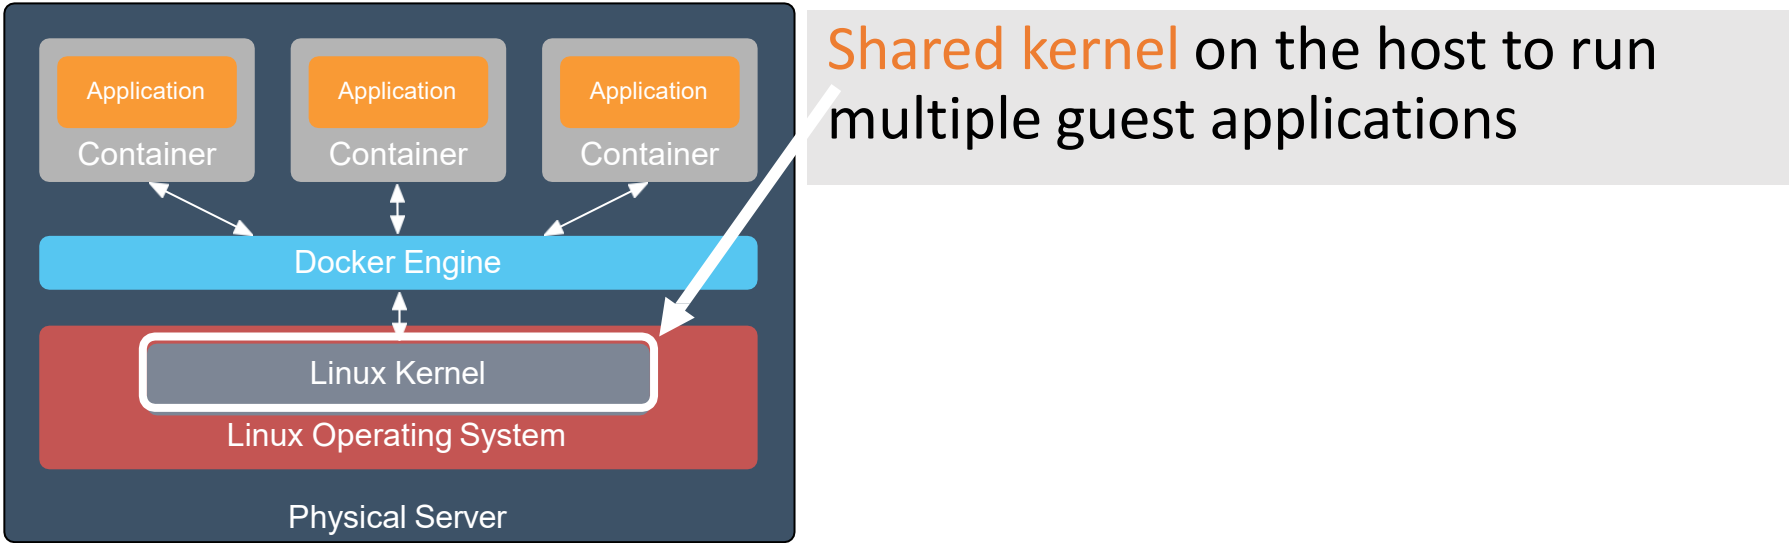 Application
Application
Application
Container
Container
Container
Docker Engine
Linux Kernel
Linux Operating System
Physical Server
Shared kernel on the host to run
multiple guest applications